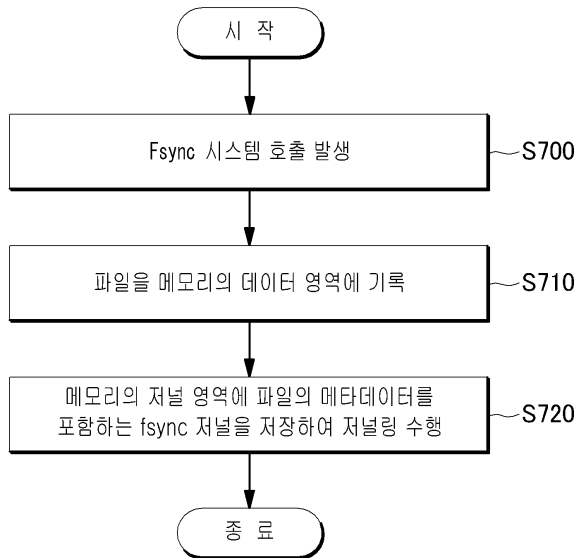 시 작
Fsync 시스템 호출 발생
S700
파일을 메모리의 데이터 영역에 기록
S710
메모리의 저널 영역에 파일의 메타데이터를
포함하는 fsync 저널을 저장하여 저널링 수행
S720
종 료